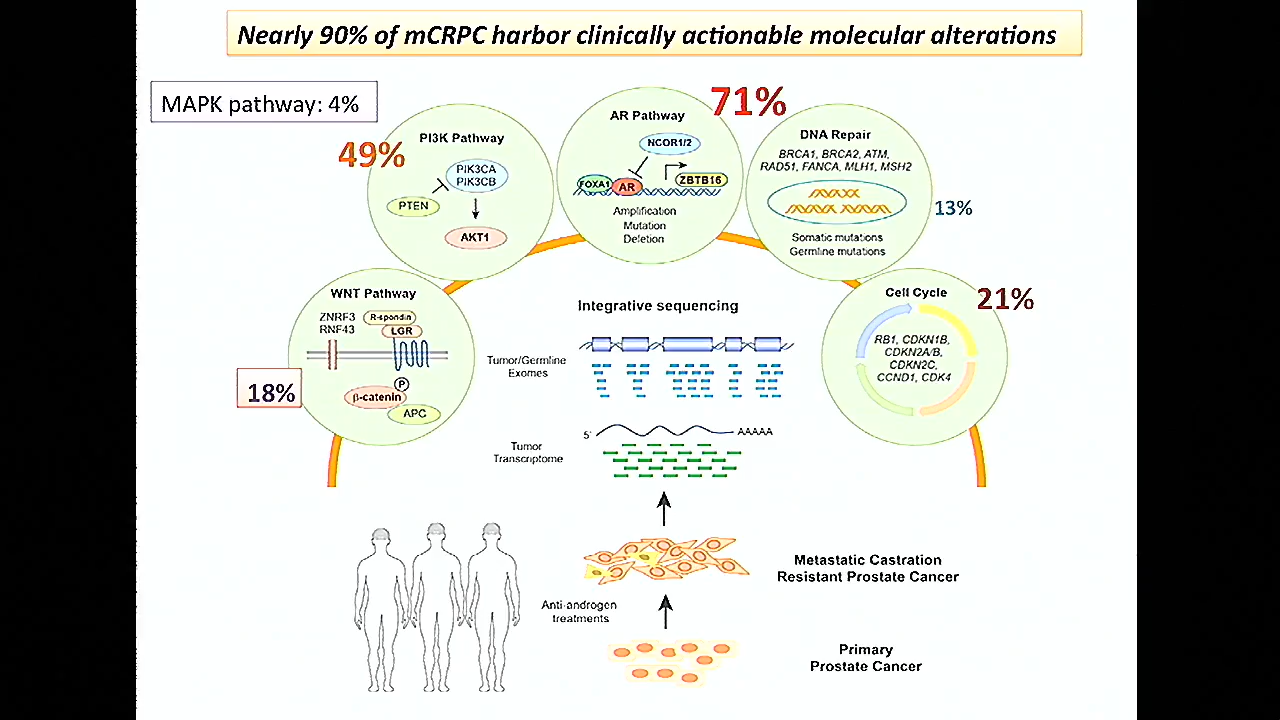 Nearly 90% of mCRPC harbor clinically actionable molecular alterations
MAPK pathway: 4%
49%
PI3K Pathway
PIK3CA
PIK3CB
PTEN
AKT1
71%
AR Pathway
NCOR1/2
FOXA1
AR
ZBTB16
Amplification
Mutation
Deletion
DNA Repair
BRCA1, BRCA2, ATM,
RAD51, FANCA, MLH1, MSH2
Somatic mutations
Germline mutations
13%
WNT Pathway
ZNRF3
RNF43
R-spondin
LGR
P
β-catenin
APC
18%
Cell Cycle
21%
RB1, CDKN1B,
CDKN2A/B,
CDKN2C,
CCND1, CDK4
Integrative sequencing
Tumor/Germline
Exomes
5'
AAAAA
Tumor
Transcriptome
Metastatic Castration
Resistant Prostate Cancer
Anti-androgen
treatments
Primary
Prostate Cancer